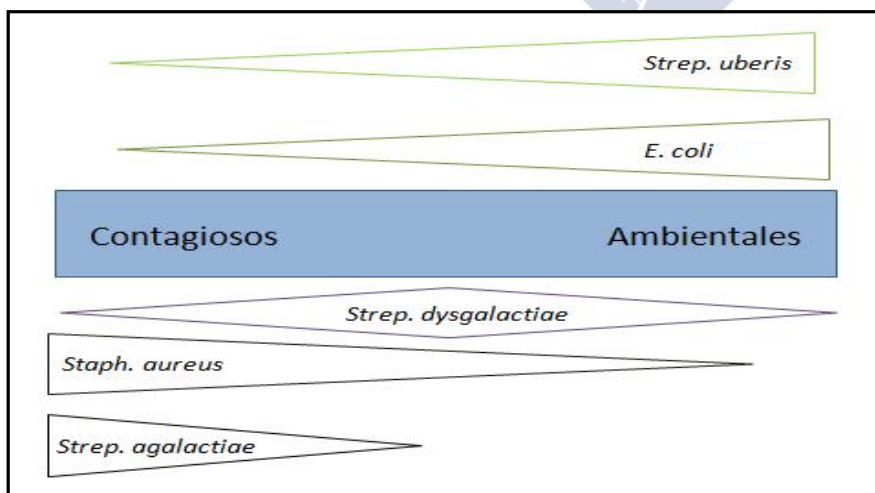 Strep. uberis
E. coli
Contagiosos Ambientales
Strep. dysgalactiae
Staph. aureus
Strep. agalactiae